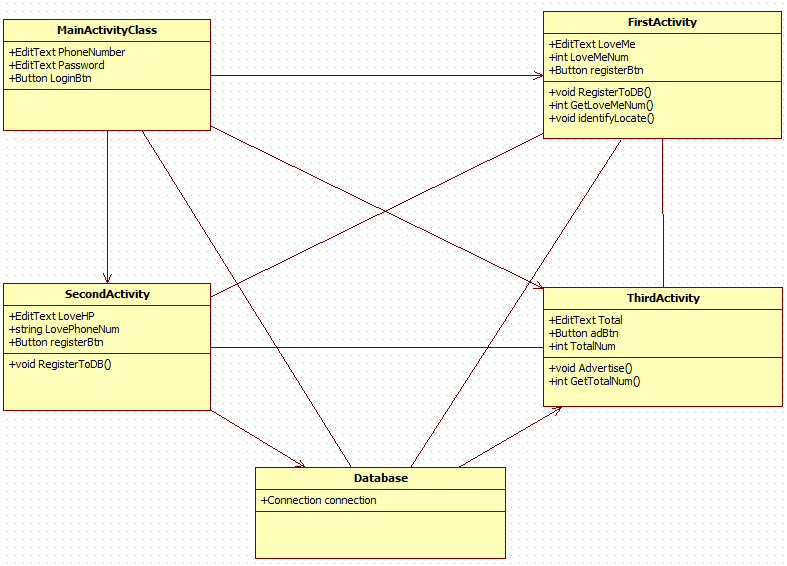 MainActivityClass
+EditText PhoneNumber
+EditText Password
+Button LoginBtn
FirstActivity
+EditText LoveMe
+int LoveMeNum
+Button registerBtn
+void RegisterToDB()
+int GetLoveMeNum()
+void identifyLocate()
SecondActivity
+EditText LoveHP
+string LovePhoneNum
+Button registerBtn
+void RegisterToDB()
ThirdActivity
+EditText Total
+Button adBtn
+int TotalNum
+void Advertise()
+int GetTotalNum()
Database
+Connection connection